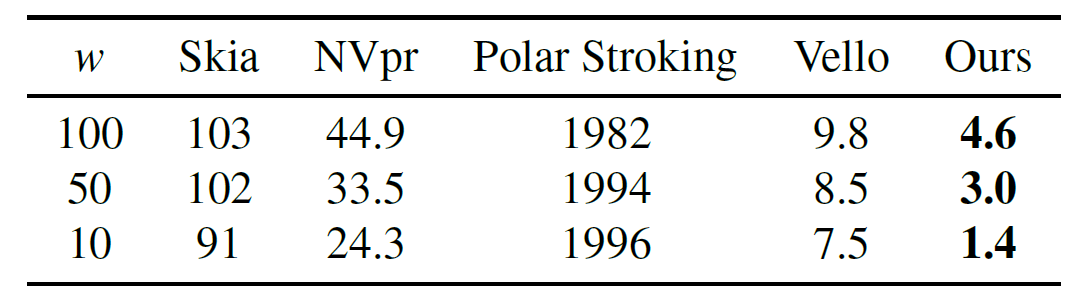 w Skia NVpr Polar Stroking Vello Ours
100 103 44.9 1982 9.8 4.6
50 102 33.5 1994 8.5 3.0
10 91 24.3 1996 7.5 1.4